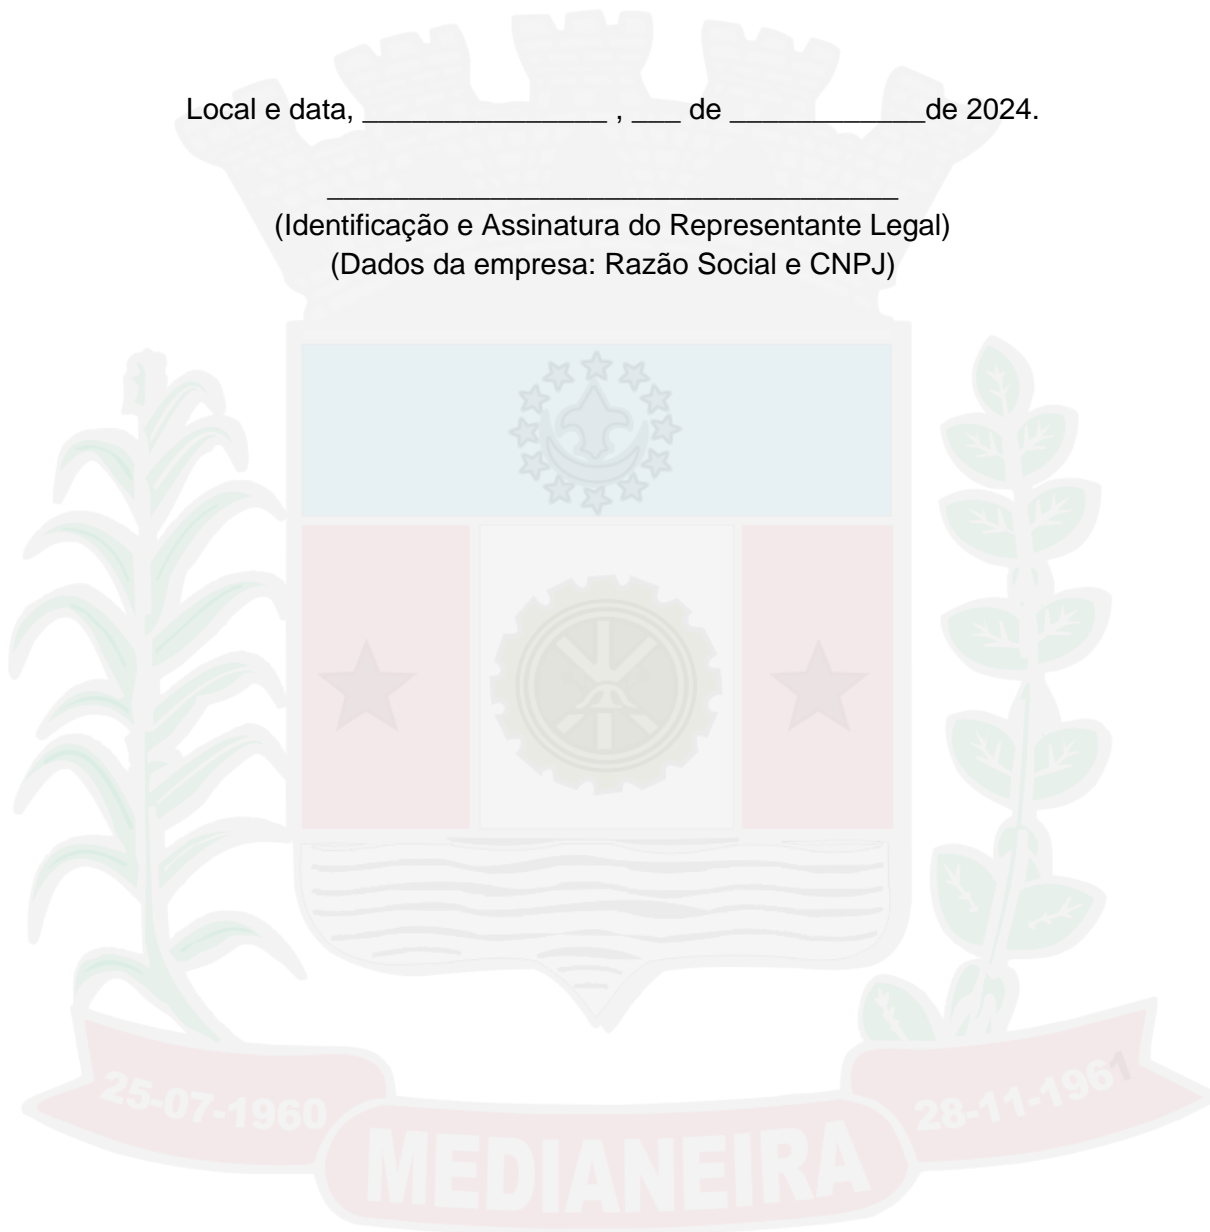 Local e data, _______________ , ___ de ____________de 2024.
___________________________________
(Identificação e Assinatura do Representante Legal)
(Dados da empresa: Razão Social e CNPJ)
25-07-1960
28-11-1961
MEDIANEIRA